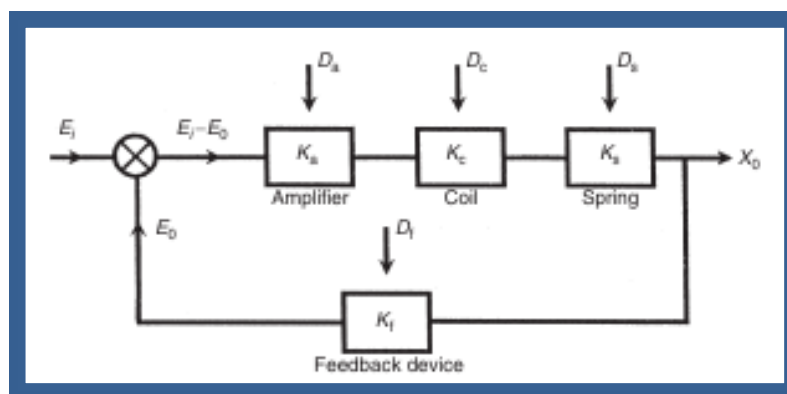 Da Dc Ds
Ei Ei–E0 Ka Kc Ks X0
Amplifier Coil Spring
E0 Df
Kf
Feedback device